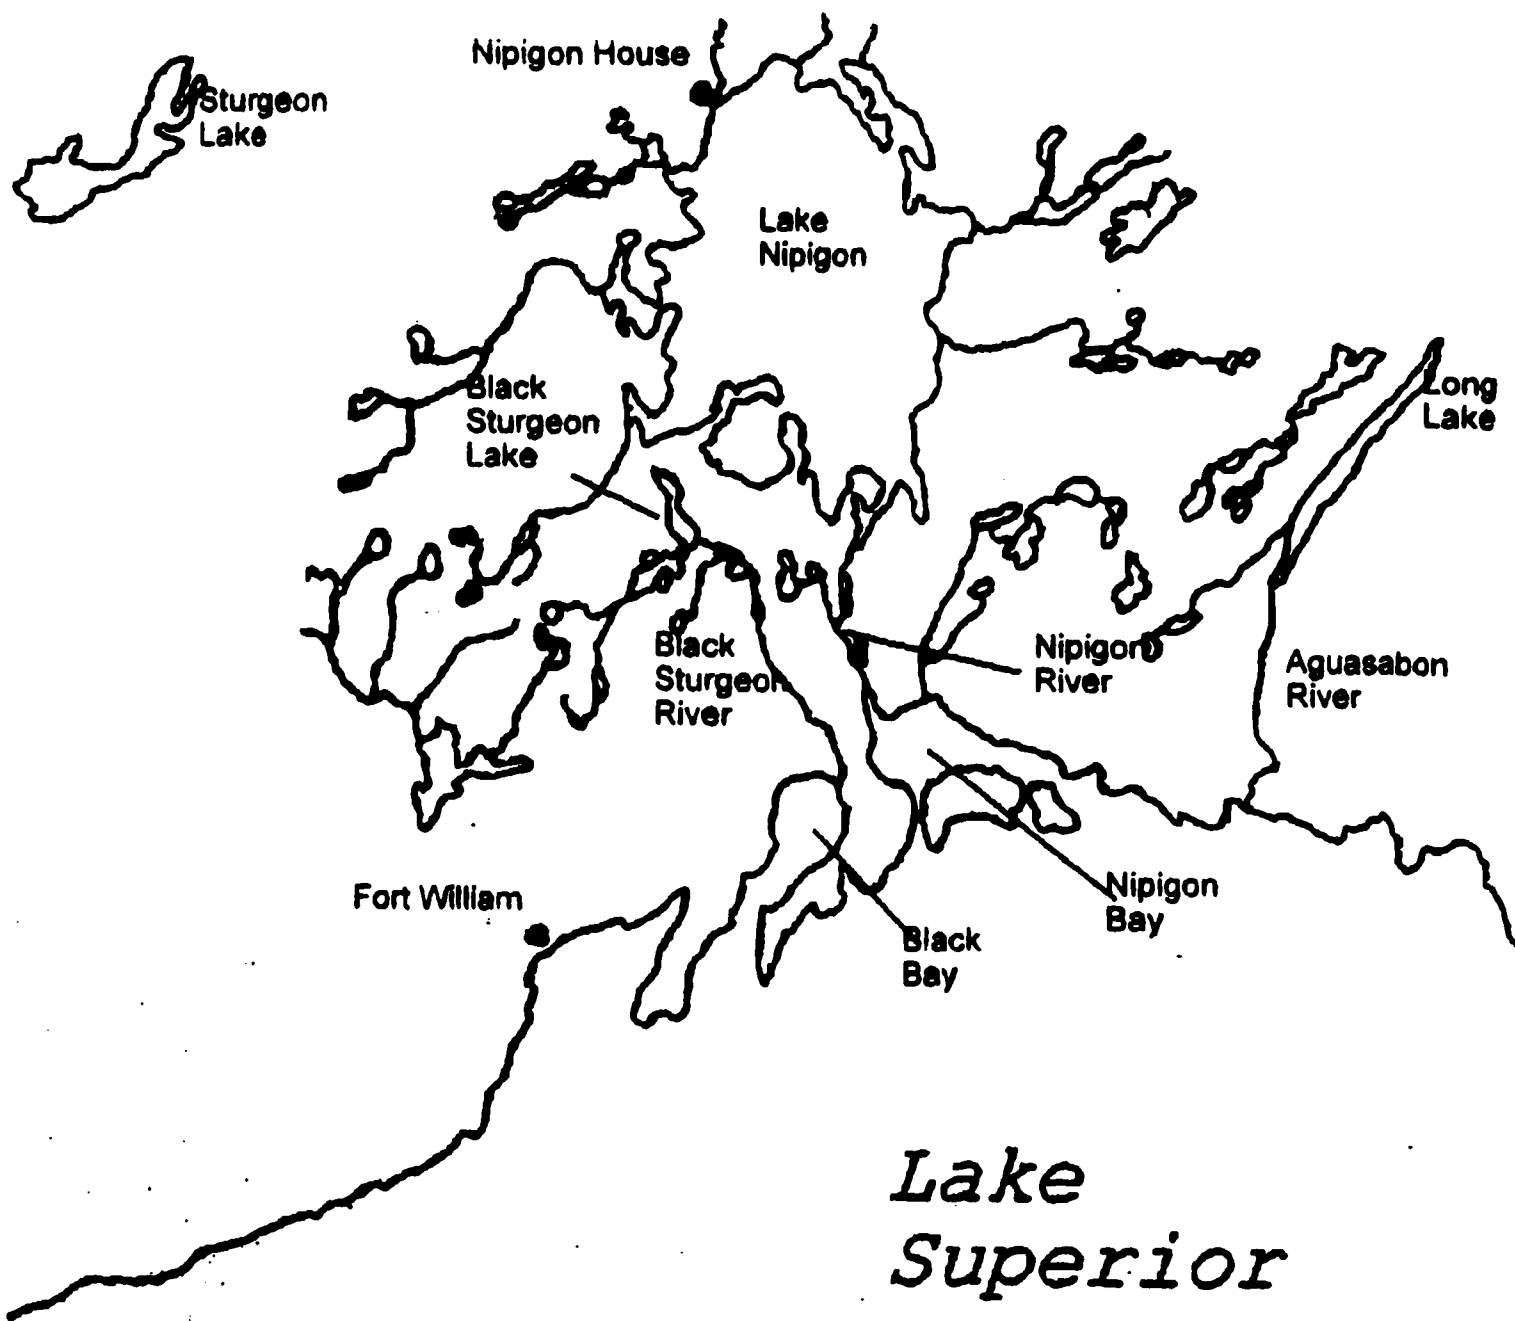 Nipigon House
Sturgeon
Lake
Lake
Nipigon
Black
Sturgeon
Lake
Long
Lake
Black
Sturgeon
River
Nipigon
River
Aguasabon
River
Fort William
Nipigon
Bay
Black
Bay
Lake
Superior